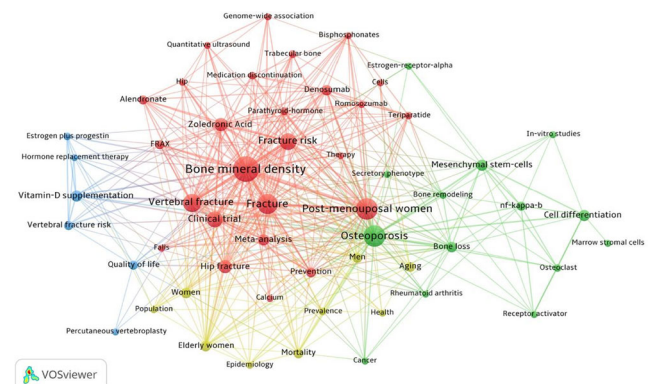 Genome-wide association
Bisphosphonates
Quantitative ultrasound
Trabecular bone
Estrogen-receptor-alpha
Medication discontinuation
Hip
Cells
Denosumab
Alendronate
Romosozumab
Parathyroid-hormone
Teriparatide
Zoledronic Acid
Estrogen plus progestin
In-vitro studies
FRAX
Fracture risk
Hormone replacement therapy
Therapy
Mesenchymal stem-cells
Bone mineral density
Secretory phenotype
Vitamin-D supplementation
Bone remodeling
Vertebral fracture
Fracture
Post-menopoual women
nf-kappa-b
Cell differentiation
Vertebral fracture risk
Clinical trial
Osteoporosis
Meta-analysis
Marrow stomal cells
Falls
Bone loss
Men
Quality of life
Hip fracture
Aging
Osteoclast
Prevention
Women
Rheumatoid arthritis
Calcium
Population
Prevalence
Health
Receptor activator
Percutaneous vertebroplasty
Elderly women
Mortality
Epidemiology
Cancer
VOSviewer